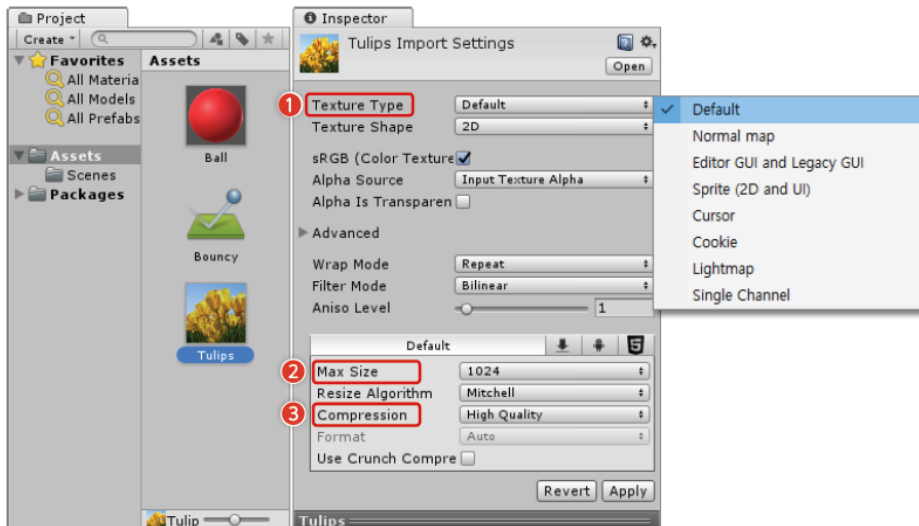 Project
Create
Favorites
All Materia
All Models
All Prefabs
Assets
Scenes
Packages
Assets
Ball
Bouncy
Tulips
Tulip
Inspector
Tulips Import Settings
Open
1 Texture Type Default
Texture Shape 2D
sRGB (Color Texture
Alpha Source Input Texture Alpha
Alpha Is Transparen
Advanced
Wrap Mode Repeat
Filter Mode Bilinear
Aniso Level 1
Default
2 Max Size 1024
Resize Algorithm Mitchell
3 Compression High Quality
Format Auto
Use Crunch Compre
Revert Apply
Tulips
Default
Normal map
Editor GUI and Legacy GUI
Sprite (2D and UI)
Cursor
Cookie
Lightmap
Single Channel